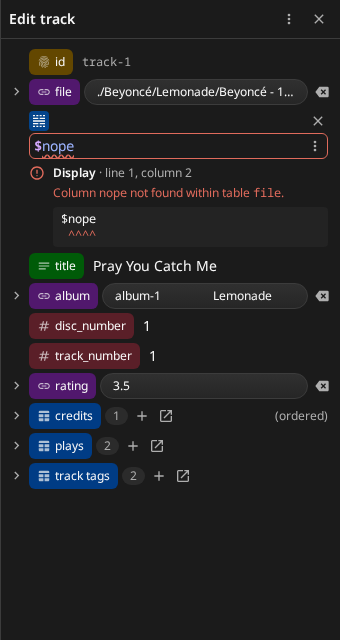 Edit track
id track-1
file ./Beyoncé/Lemonade/Beyoncé - 1...
$nope
Display · line 1, column 2
Column nope not found within table file.
$nope
^^^^
title Pray You Catch Me
album album-1 Lemonade
# disc_number 1
# track_number 1
rating 3.5
credits 1 + (ordered)
plays 2 +
track tags 2 +